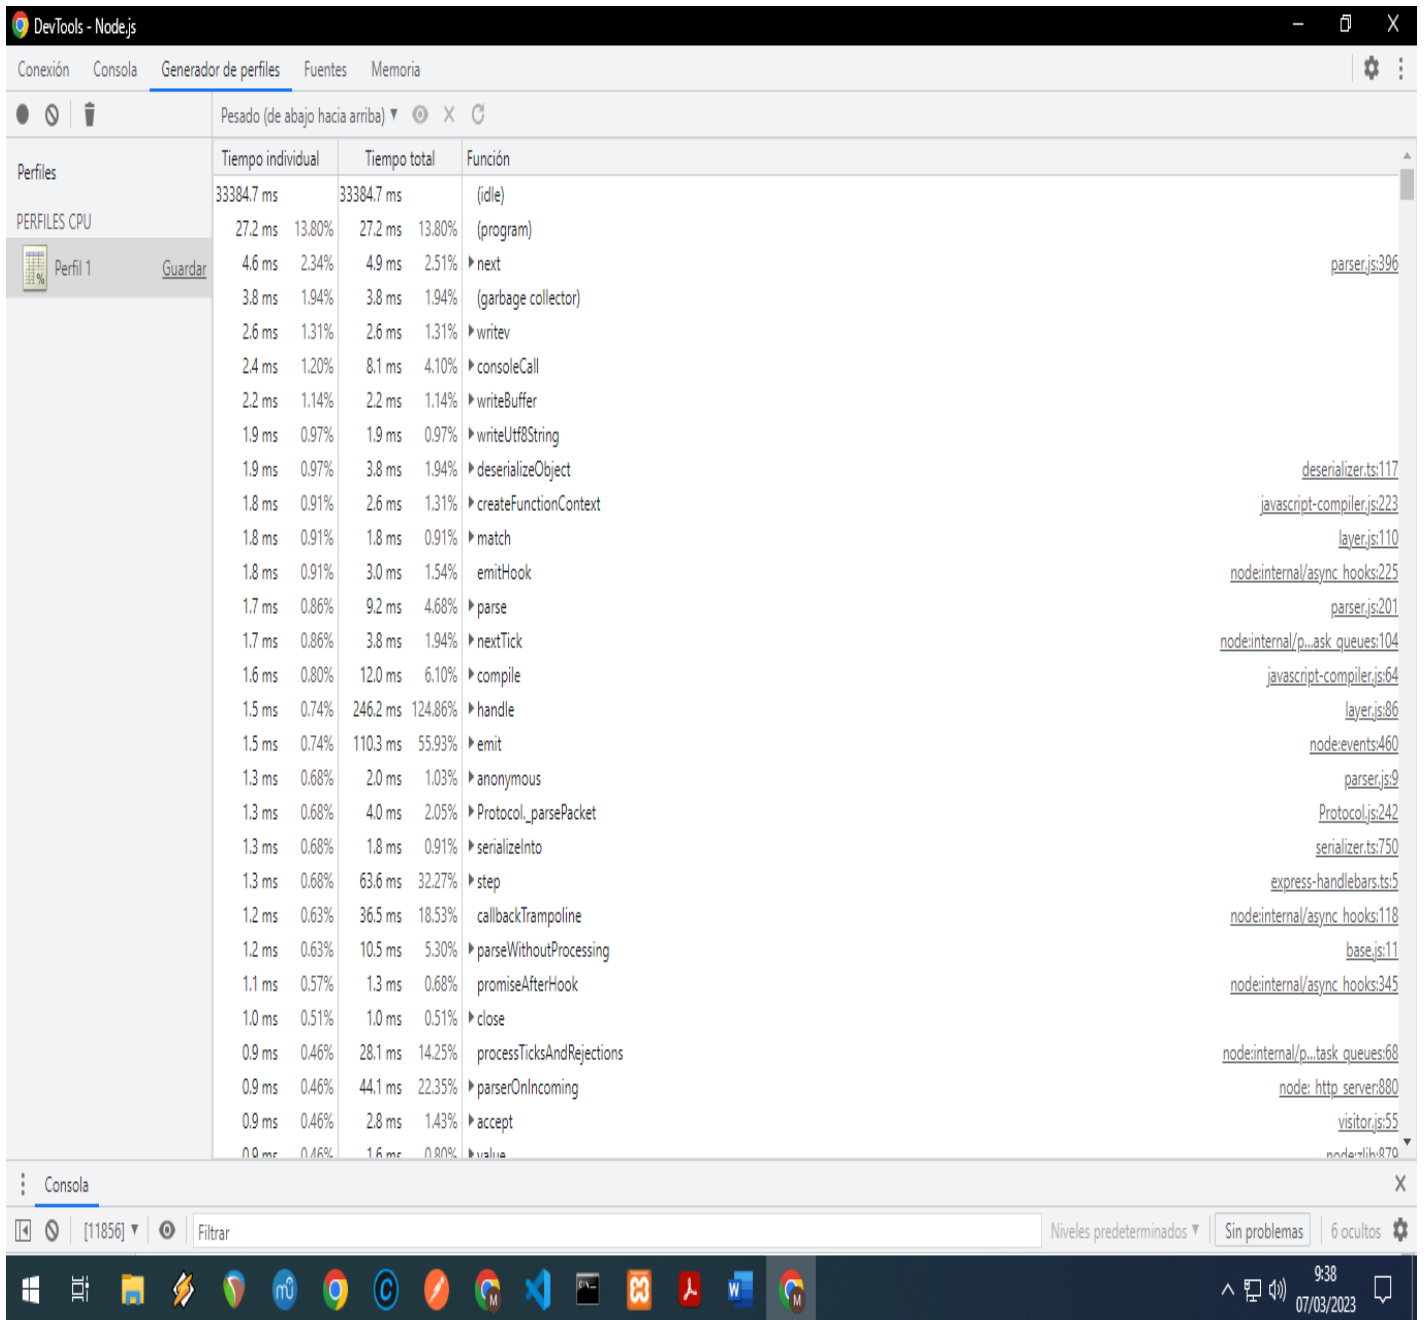 DevTools - Node.js
Conexión Consola Generador de perfiles Fuentes Memoria
Pesado (de abajo hacia arriba)
Perfiles
PERFILES CPU
Perfil 1 Guardar
Tiempo individual Tiempo total Función
33384.7 ms 33384.7 ms (idle)
27.2 ms 13.80% 27.2 ms 13.80% (program)
4.6 ms 2.34% 4.9 ms 2.51% next parser.js:396
3.8 ms 1.94% 3.8 ms 1.94% (garbage collector)
2.6 ms 1.31% 2.6 ms 1.31% writev
2.4 ms 1.20% 8.1 ms 4.10% consoleCall
2.2 ms 1.14% 2.2 ms 1.14% writeBuffer
1.9 ms 0.97% 1.9 ms 0.97% writeUtf8String
1.9 ms 0.97% 3.8 ms 1.94% deserializeObject deserializer.ts:117
1.8 ms 0.91% 2.6 ms 1.31% createFunctionContext javascript-compiler.js:223
1.8 ms 0.91% 1.8 ms 0.91% match layer.js:110
1.8 ms 0.91% 3.0 ms 1.54% emitHook node:internal/async_hooks:225
1.7 ms 0.86% 9.2 ms 4.68% parse parser.js:201
1.7 ms 0.86% 3.8 ms 1.94% nextTick node:internal/p...ask_queues:104
1.6 ms 0.80% 12.0 ms 6.10% compile javascript-compiler.js:64
1.5 ms 0.74% 246.2 ms 124.86% handle layer.js:86
1.5 ms 0.74% 110.3 ms 55.93% emit node:events:460
1.3 ms 0.68% 2.0 ms 1.03% anonymous parser.js:9
1.3 ms 0.68% 4.0 ms 2.05% Protocol._parsePacket Protocol.js:242
1.3 ms 0.68% 1.8 ms 0.91% serializeInto serializer.ts:750
1.3 ms 0.68% 63.6 ms 32.27% step express-handlebars.ts:5
1.2 ms 0.63% 36.5 ms 18.53% callbackTrampoline node:internal/async_hooks:118
1.2 ms 0.63% 10.5 ms 5.30% parseWithoutProcessing base.js:11
1.1 ms 0.57% 1.3 ms 0.68% promiseAfterHook node:internal/async_hooks:345
1.0 ms 0.51% 1.0 ms 0.51% close
0.9 ms 0.46% 28.1 ms 14.25% processTicksAndRejections node:internal/p...task_queues:68
0.9 ms 0.46% 44.1 ms 22.35% parserOnIncoming node:_http_server:880
0.9 ms 0.46% 2.8 ms 1.43% accept visitor.js:55
0.9 ms 0.46% 1.6 ms 0.80% value node:zlib:879
Consola
[11856] Filtrar Niveles predeterminados Sin problemas 6 ocultos
9:38
07/03/2023